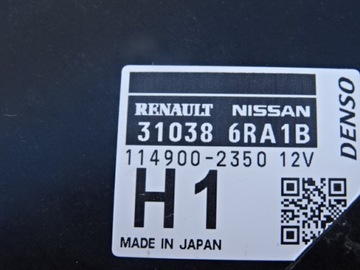 RENAULT NISSAN
31038 6RA1B
114900-2350 12V
H1
MADE IN JAPAN
DENSO